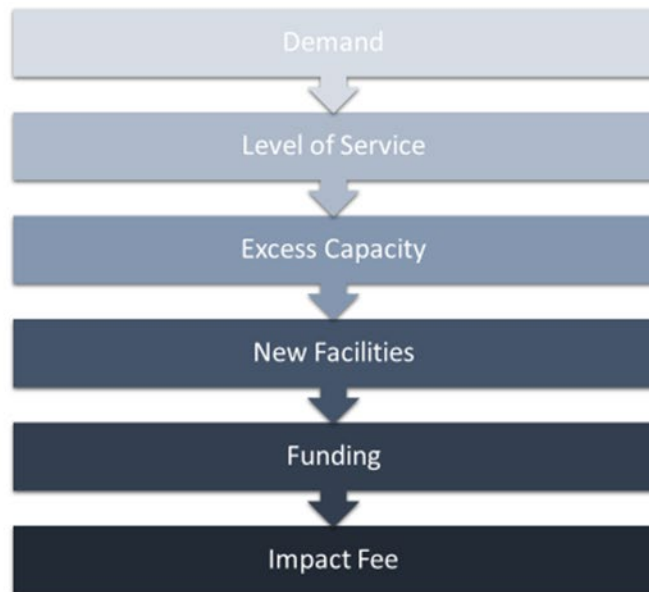 Demand
Level of Service
Excess Capacity
New Facilities
Funding
Impact Fee